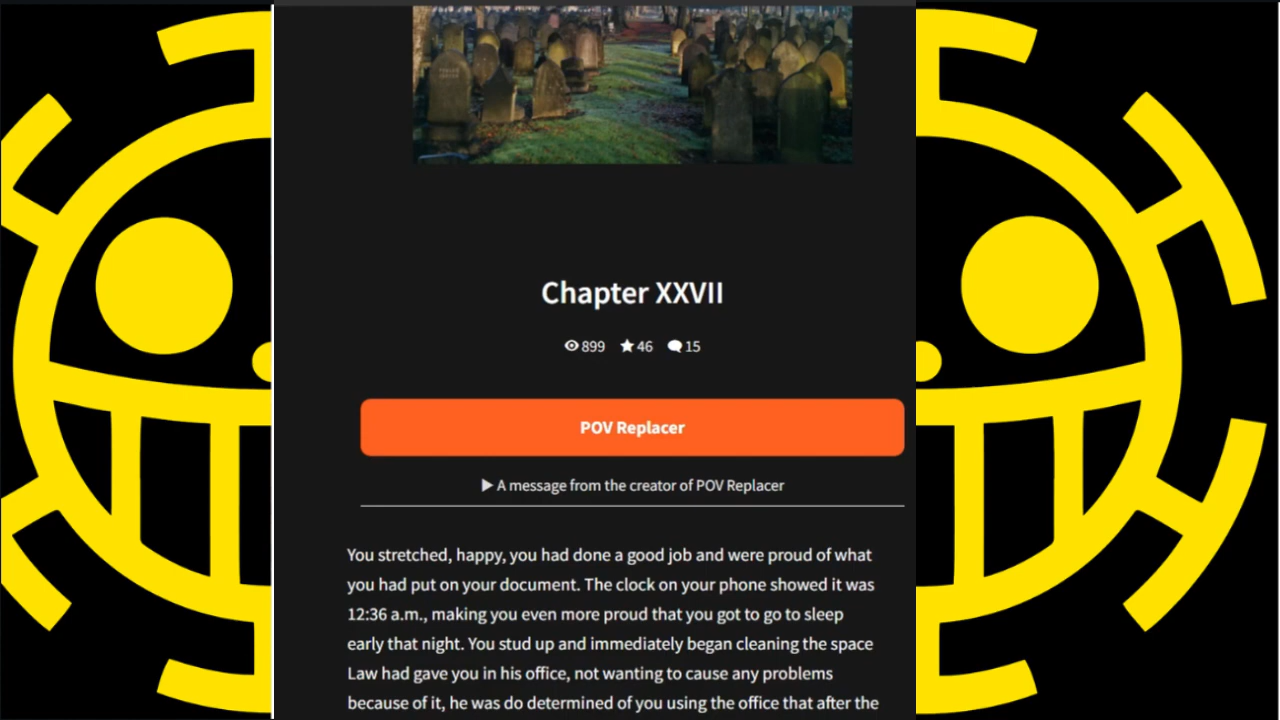 Chapter XXVII
899 46 15
POV Replacer
A message from the creator of POV Replacer
You stretched, happy, you had done a good job and were proud of what
you had put on your document. The clock on your phone showed it was
12:36 a.m., making you even more proud that you got to go to sleep
early that night. You stud up and immediately began cleaning the space
Law had gave you in his office, not wanting to cause any problems
because of it, he was do determined of you using the office that after the